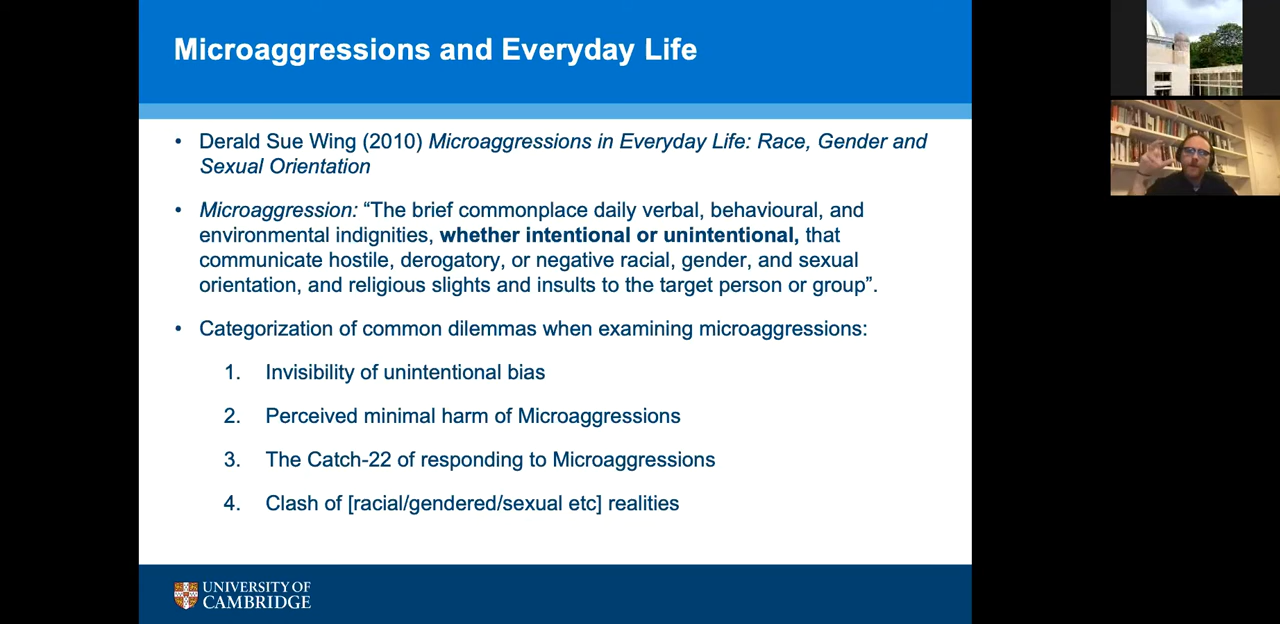 Microaggressions and Everyday Life
• Derald Sue Wing (2010) Microaggressions in Everyday Life: Race, Gender and
Sexual Orientation
• Microaggression: “The brief commonplace daily verbal, behavioural, and
environmental indignities, whether intentional or unintentional, that
communicate hostile, derogatory, or negative racial, gender, and sexual
orientation, and religious slights and insults to the target person or group”.
• Categorization of common dilemmas when examining microaggressions:
1. Invisibility of unintentional bias
2. Perceived minimal harm of Microaggressions
3. The Catch-22 of responding to Microaggressions
4. Clash of [racial/gendered/sexual etc] realities
UNIVERSITY OF
CAMBRIDGE